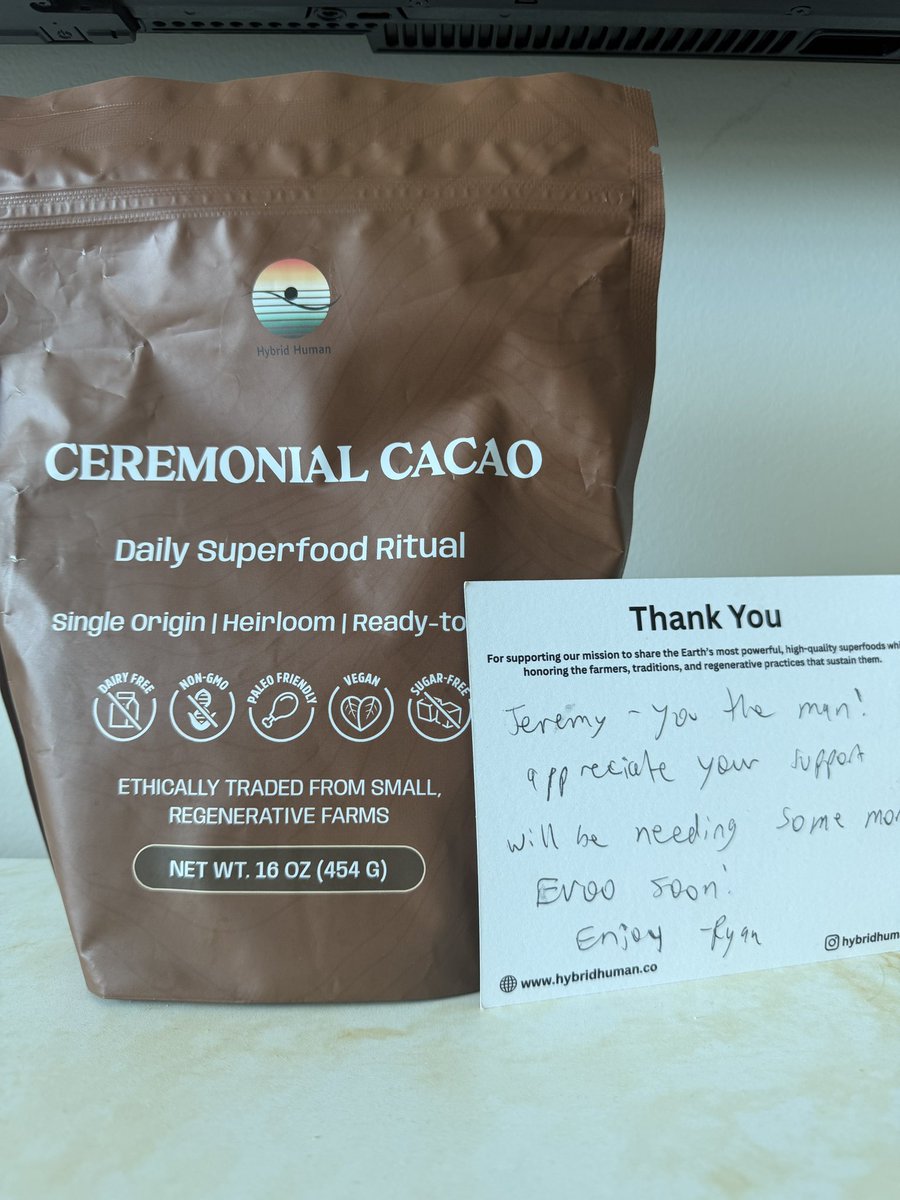 Hybrid Human
CEREMONIAL CACAO
Daily Superfood Ritual
Single Origin | Heirloom | Ready-to
DAIRY FREE
NON-GMO
PALEO FRIENDLY
VEGAN
SUGAR-FREE
ETHICALLY TRADED FROM SMALL,
REGENERATIVE FARMS
NET WT. 16 OZ (454 G)
Thank You
For supporting our mission to share the Earth's most powerful, high-quality superfoods whi
honoring the farmers, traditions, and regenerative practices that sustain them.
Jeremy - you the man!
appreciate your support
will be needing some mor
Evoo soon!
Enjoy -Ryan
hybridhum
www.hybridhuman.co